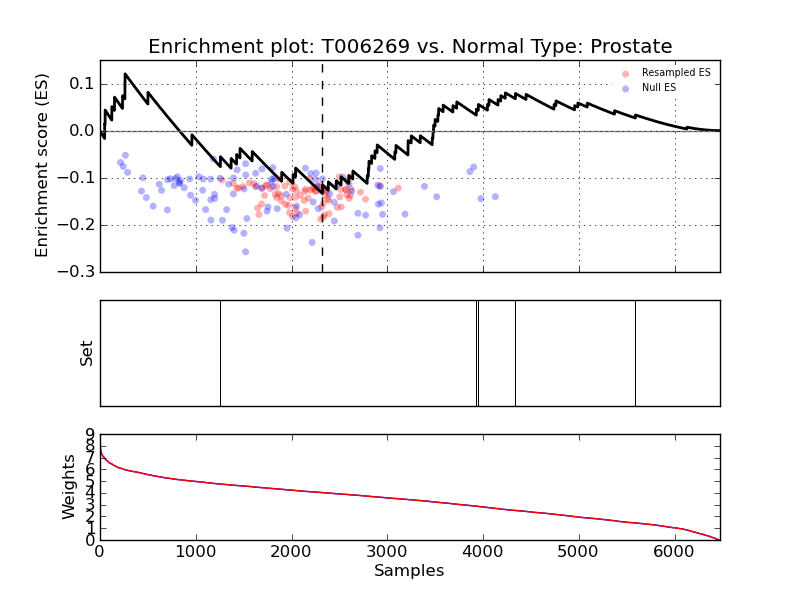 Enrichment plot: T006269 vs. Normal Type: Prostate
Enrichment score (ES)
0.1
0.0
−0.1
−0.2
−0.3
Resampled ES
Null ES
Set
Weights
9
8
7
6
5
4
3
2
1
0
0 1000 2000 3000 4000 5000 6000
Samples